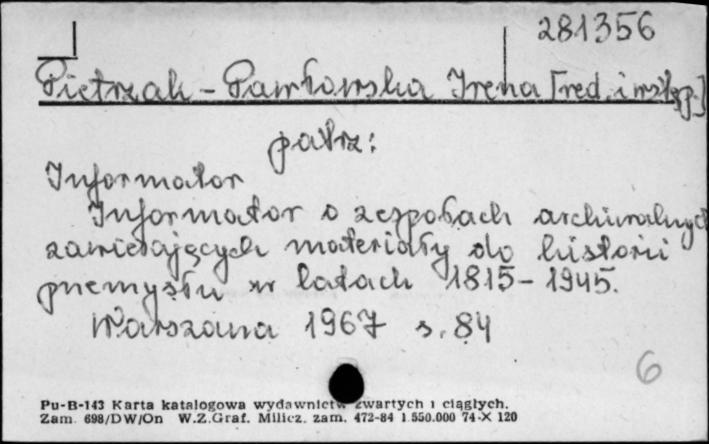 281356
Pietrzak-Pawłowska Irena [red. i wstęp.]
patrz:
Informator
Informator o zespołach archiwalnych
zawierających materiały do historii
przemysłu w latach 1815-1945.
Warszawa 1967 s. 84
6
Pu-B-143 Karta katalogowa wydawnictw zwartych i ciągłych.
Zam. 698/DW/On W.Z.Graf. Milicz. zam. 472-84 1.550.000 74-X 120